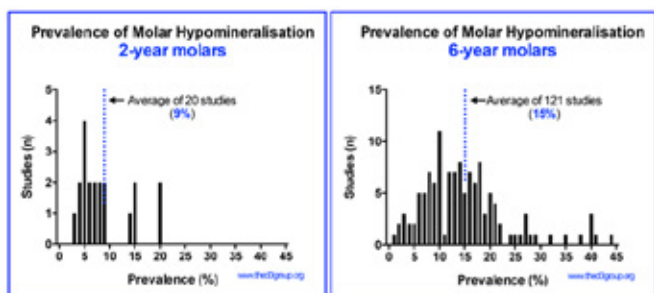 Prevalence of Molar Hypomineralisation
2-year molars
5
4
3
2
1
0
Studies (n)
Average of 20 studies
(9%)
0 5 10 15 20 25 30 35 40 45
Prevalence (%)
www.thed3group.org
Prevalence of Molar Hypomineralisation
6-year molars
15
10
5
0
Studies (n)
Average of 121 studies
(15%)
0 5 10 15 20 25 30 35 40 45
Prevalence (%)
www.thed3group.org